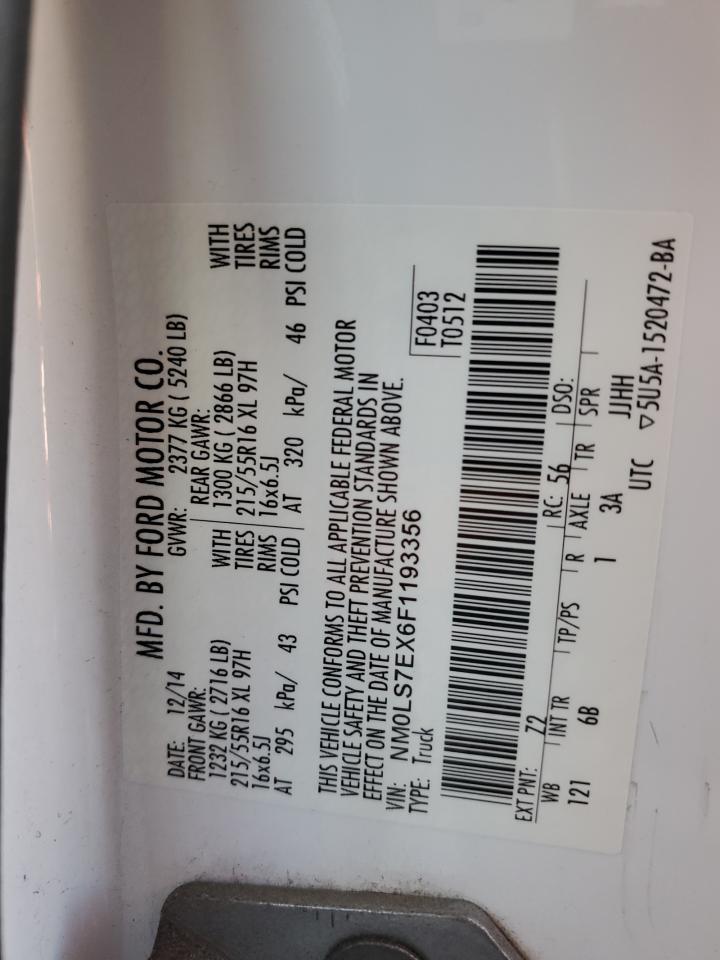 MFD. BY FORD MOTOR CO.
DATE: 12/14 GVWR: 2377 KG ( 5240 LB)
FRONT GAWR: REAR GAWR:
1232 KG ( 2716 LB) WITH 1300 KG ( 2866 LB) WITH
215/55R16 XL 97H TIRES 215/55R16 XL 97H TIRES
16x6.5J RIMS 16x6.5J RIMS
AT 295 kPa/ 43 PSI COLD AT 320 kPa/ 46 PSI COLD
THIS VEHICLE CONFORMS TO ALL APPLICABLE FEDERAL MOTOR
VEHICLE SAFETY AND THEFT PREVENTION STANDARDS IN
EFFECT ON THE DATE OF MANUFACTURE SHOWN ABOVE.
VIN: NM0LS7EX6F1193356 F0403
TYPE: Truck T0512
EXT PNT: Z2 RC: 56 DSO:
WB INT TR TP/PS R AXLE TR SPR
121 6B 1 3A JJHH
UTC ▽5U5A-1520472-BA